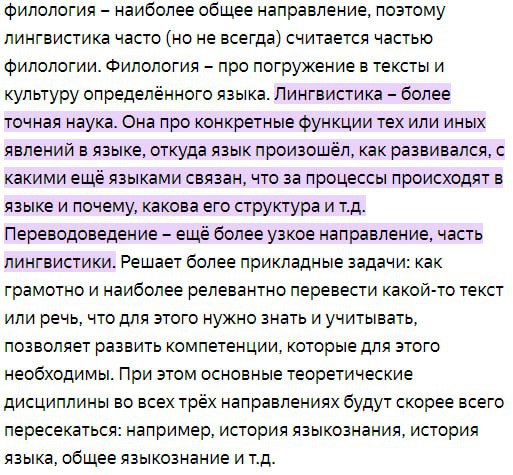 филология – наиболее общее направление, поэтому
лингвистика часто (но не всегда) считается частью
филологии. Филология – про погружение в тексты и
культуру определённого языка. Лингвистика – более
точная наука. Она про конкретные функции тех или иных
явлений в языке, откуда язык произошёл, как развивался, с
какими ещё языками связан, что за процессы происходят в
языке и почему, какова его структура и т.д.
Переводоведение – ещё более узкое направление, часть
лингвистики. Решает более прикладные задачи: как
грамотно и наиболее релевантно перевести какой-то текст
или речь, что для этого нужно знать и учитывать,
позволяет развить компетенции, которые для этого
необходимы. При этом основные теоретические
дисциплины во всех трёх направлениях будут скорее всего
пересекаться: например, история языкознания, история
языка, общее языкознание и т.д.